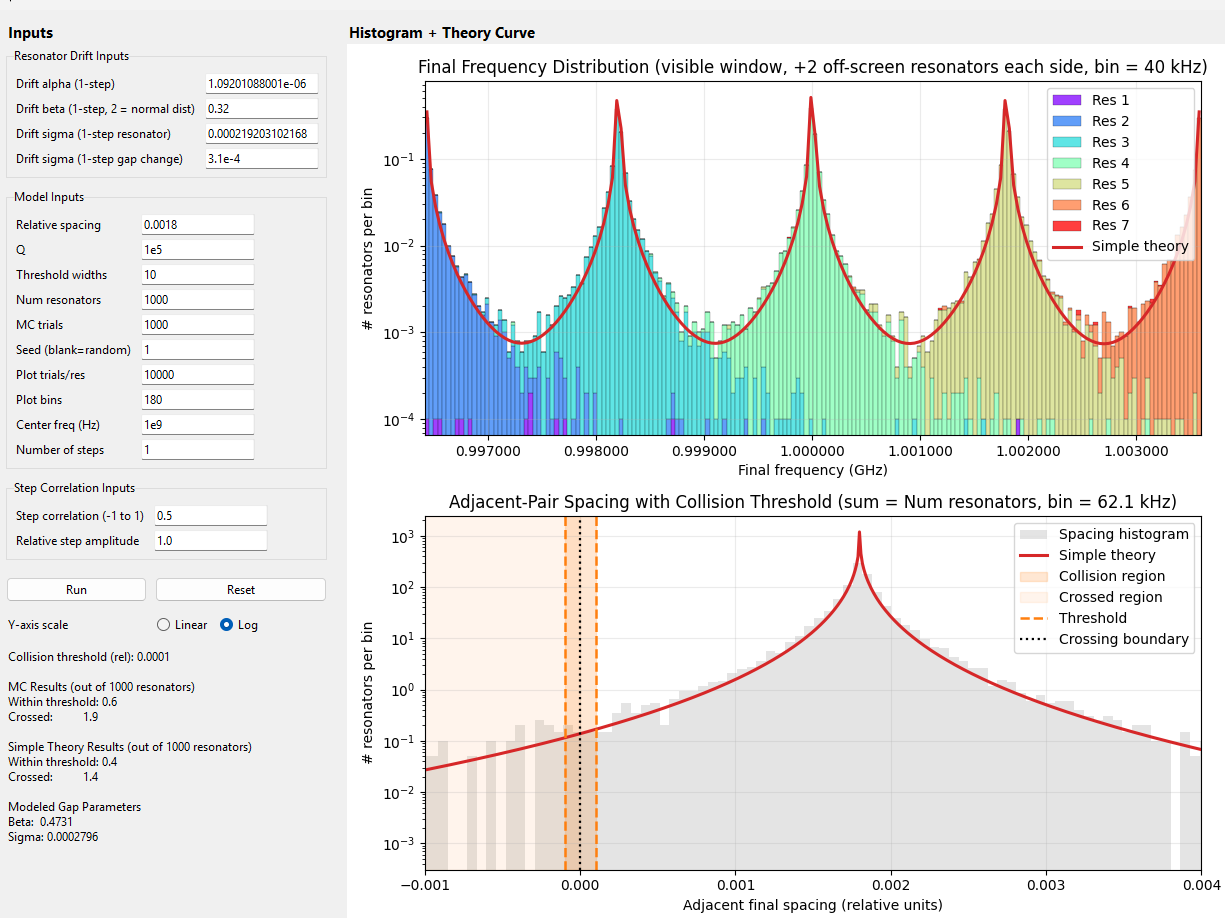 Inputs
Resonator Drift Inputs
Drift alpha (1-step) 1.09201088001e-06
Drift beta (1-step, 2 = normal dist) 0.32
Drift sigma (1-step resonator) 0.000219203102168
Drift sigma (1-step gap change) 3.1e-4
Model Inputs
Relative spacing 0.0018
Q 1e5
Threshold widths 10
Num resonators 1000
MC trials 1000
Seed (blank=random) 1
Plot trials/res 10000
Plot bins 180
Center freq (Hz) 1e9
Number of steps 1
Step Correlation Inputs
Step correlation (-1 to 1) 0.5
Relative step amplitude 1.0
Run Reset
Y-axis scale Linear Log
Collision threshold (rel): 0.0001
MC Results (out of 1000 resonators)
Within threshold: 0.6
Crossed: 1.9
Simple Theory Results (out of 1000 resonators)
Within threshold: 0.4
Crossed: 1.4
Modeled Gap Parameters
Beta: 0.4731
Sigma: 0.0002796
Histogram + Theory Curve
Final Frequency Distribution (visible window, +2 off-screen resonators each side, bin = 40 kHz)
# resonators per bin
10⁻¹
10⁻²
10⁻³
10⁻⁴
Res 1
Res 2
Res 3
Res 4
Res 5
Res 6
Res 7
Simple theory
0.997000 0.998000 0.999000 1.000000 1.001000 1.002000 1.003000
Final frequency (GHz)
Adjacent-Pair Spacing with Collision Threshold (sum = Num resonators, bin = 62.1 kHz)
# resonators per bin
10³
10²
10¹
10⁰
10⁻¹
10⁻²
10⁻³
Spacing histogram
Simple theory
Collision region
Crossed region
Threshold
Crossing boundary
−0.001 0.000 0.001 0.002 0.003 0.004
Adjacent final spacing (relative units)